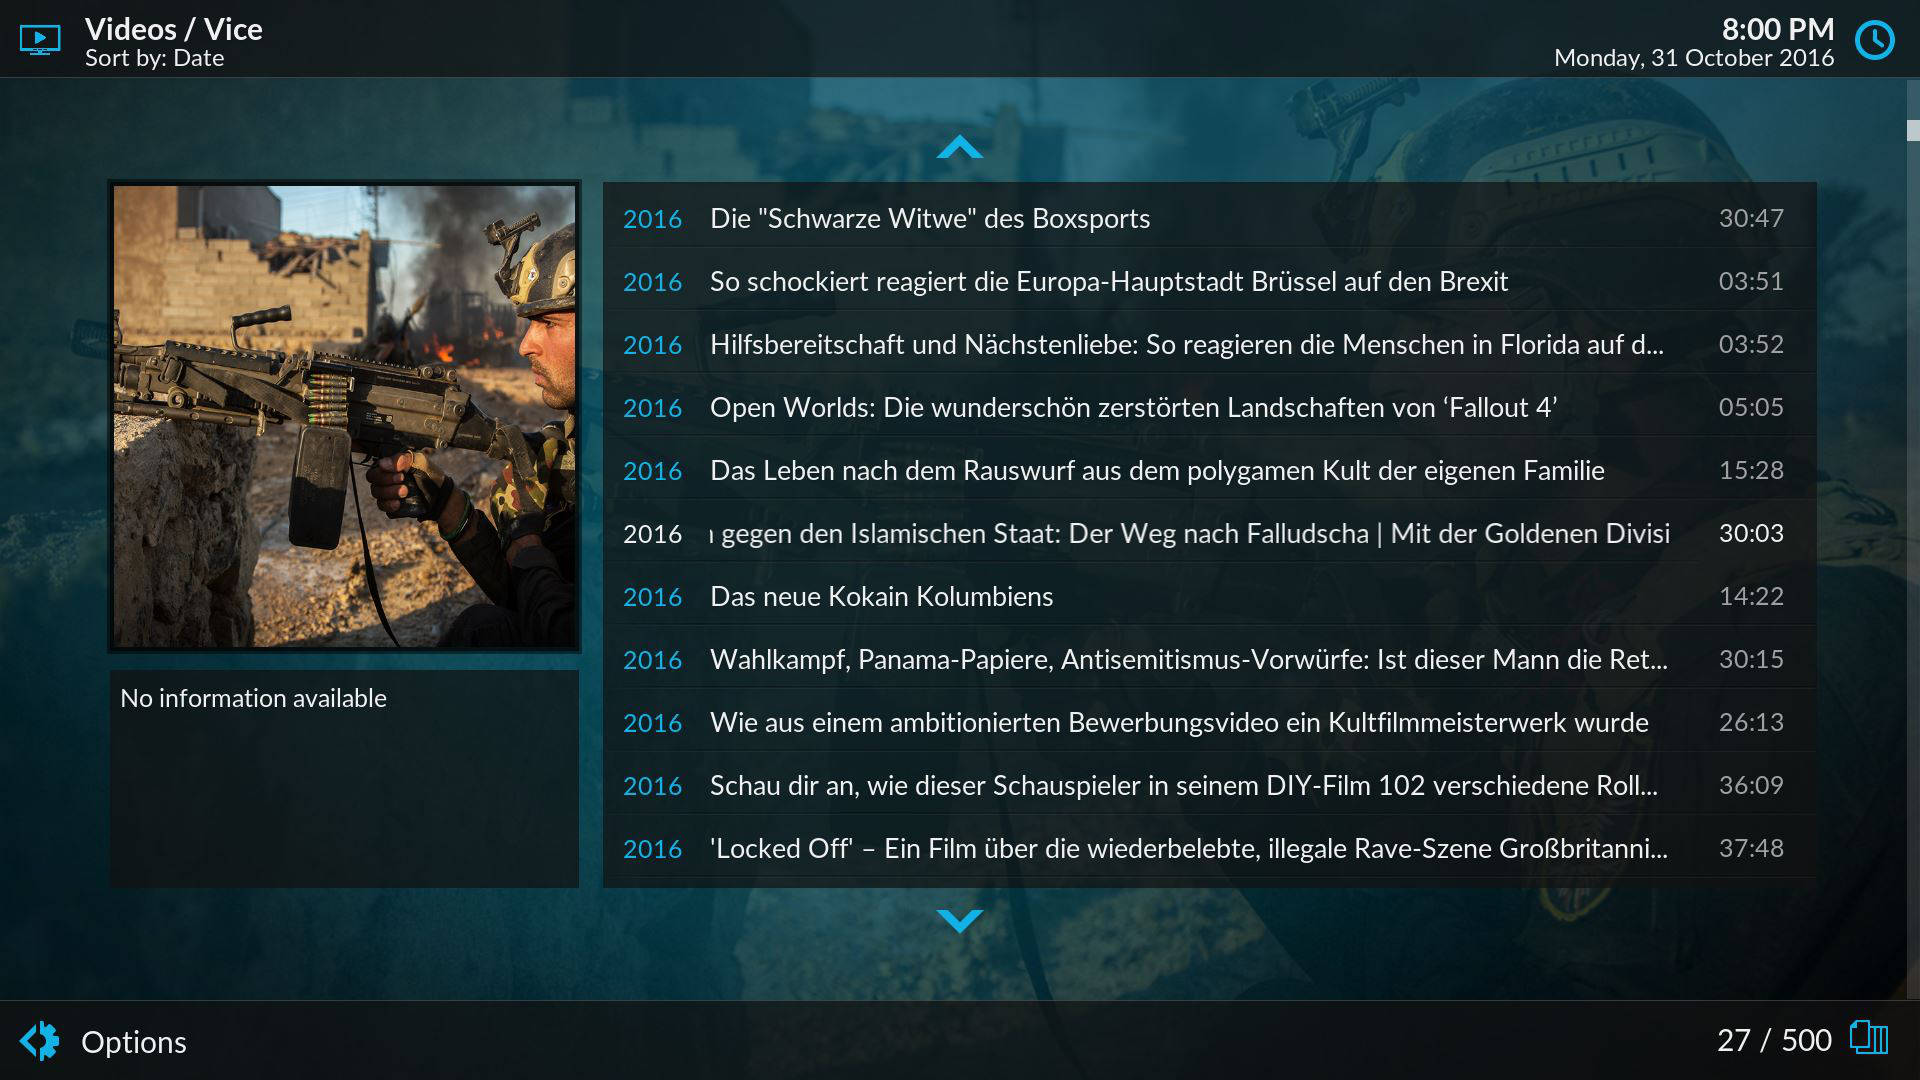 Videos / Vice
Sort by: Date
8:00 PM
Monday, 31 October 2016
2016 Die "Schwarze Witwe" des Boxsports 30:47
2016 So schockiert reagiert die Europa-Hauptstadt Brüssel auf den Brexit 03:51
2016 Hilfsbereitschaft und Nächstenliebe: So reagieren die Menschen in Florida auf d... 03:52
2016 Open Worlds: Die wunderschön zerstörten Landschaften von ‘Fallout 4’ 05:05
2016 Das Leben nach dem Rauswurf aus dem polygamen Kult der eigenen Familie 15:28
2016 gegen den Islamischen Staat: Der Weg nach Falludscha | Mit der Goldenen Divisi 30:03
2016 Das neue Kokain Kolumbiens 14:22
2016 Wahlkampf, Panama-Papiere, Antisemitismus-Vorwürfe: Ist dieser Mann die Ret... 30:15
2016 Wie aus einem ambitionierten Bewerbungsvideo ein Kultfilmmeisterwerk wurde 26:13
2016 Schau dir an, wie dieser Schauspieler in seinem DIY-Film 102 verschiedene Roll... 36:09
2016 'Locked Off' – Ein Film über die wiederbelebte, illegale Rave-Szene Großbritanni... 37:48
No information available
Options
27 / 500